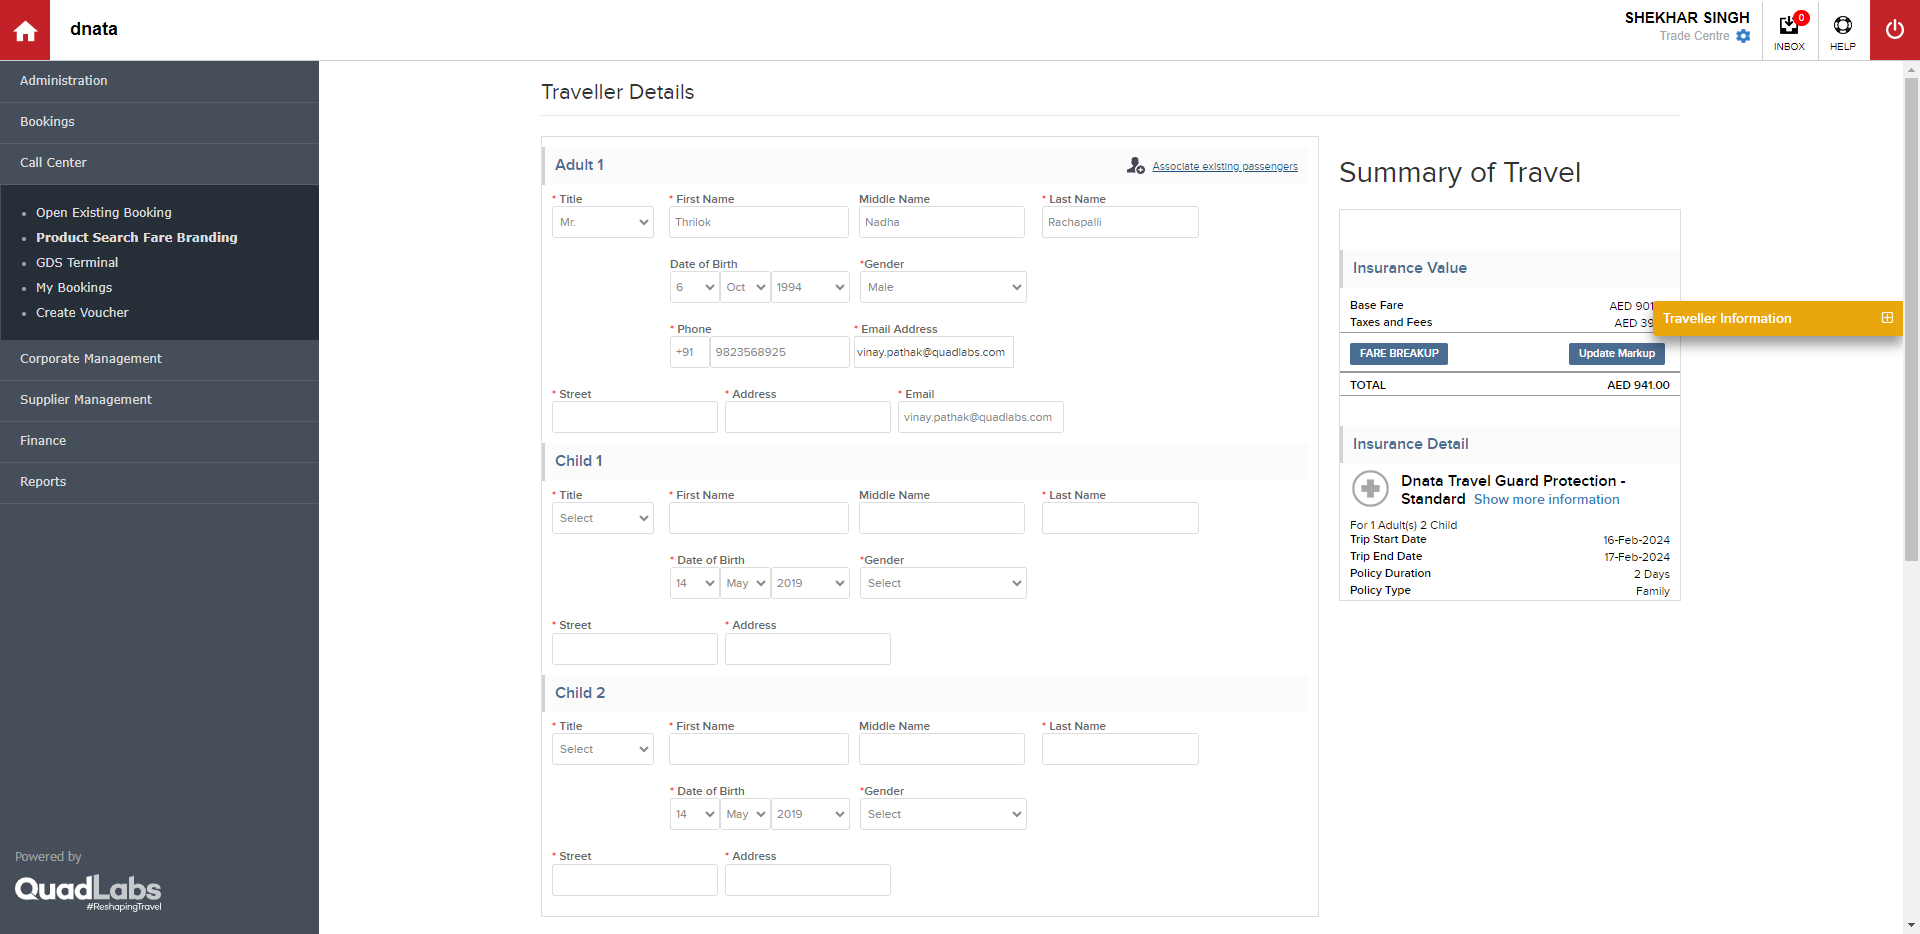 dnata
SHEKHAR SINGH
Trade Centre
0
INBOX
HELP
Administration
Bookings
Call Center
Open Existing Booking
Product Search Fare Branding
GDS Terminal
My Bookings
Create Voucher
Corporate Management
Supplier Management
Finance
Reports
Powered by
QuadLabs
#ReshapingTravel
Traveller Details
Adult 1
Associate existing passengers
* Title * First Name Middle Name * Last Name
Mr. Thrilok Nadha Rachapalli
Date of Birth *Gender
6 Oct 1994 Male
* Phone * Email Address
+91 9823568925 vinay.pathak@quadlabs.com
* Street * Address * Email
vinay.pathak@quadlabs.com
Child 1
* Title * First Name Middle Name * Last Name
Select
* Date of Birth *Gender
14 May 2019 Select
* Street * Address
Child 2
* Title * First Name Middle Name * Last Name
Select
* Date of Birth *Gender
14 May 2019 Select
* Street * Address
Summary of Travel
Insurance Value
Base Fare AED 901
Taxes and Fees AED 39
Traveller Information
FARE BREAKUP Update Markup
TOTAL AED 941.00
Insurance Detail
Dnata Travel Guard Protection -
Standard Show more information
For 1 Adult(s) 2 Child
Trip Start Date 16-Feb-2024
Trip End Date 17-Feb-2024
Policy Duration 2 Days
Policy Type Family